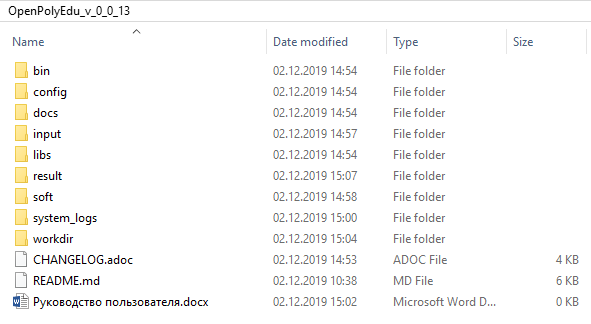 OpenPolyEdu_v_0_0_13
Name Date modified Type Size
bin 02.12.2019 14:54 File folder
config 02.12.2019 14:54 File folder
docs 02.12.2019 14:54 File folder
input 02.12.2019 14:57 File folder
libs 02.12.2019 14:54 File folder
result 02.12.2019 15:07 File folder
soft 02.12.2019 14:58 File folder
system_logs 02.12.2019 15:00 File folder
workdir 02.12.2019 15:04 File folder
CHANGELOG.adoc 02.12.2019 14:53 ADOC File 4 KB
README.md 02.12.2019 10:38 MD File 6 KB
Руководство пользователя.docx 02.12.2019 15:02 Microsoft Word D... 0 KB